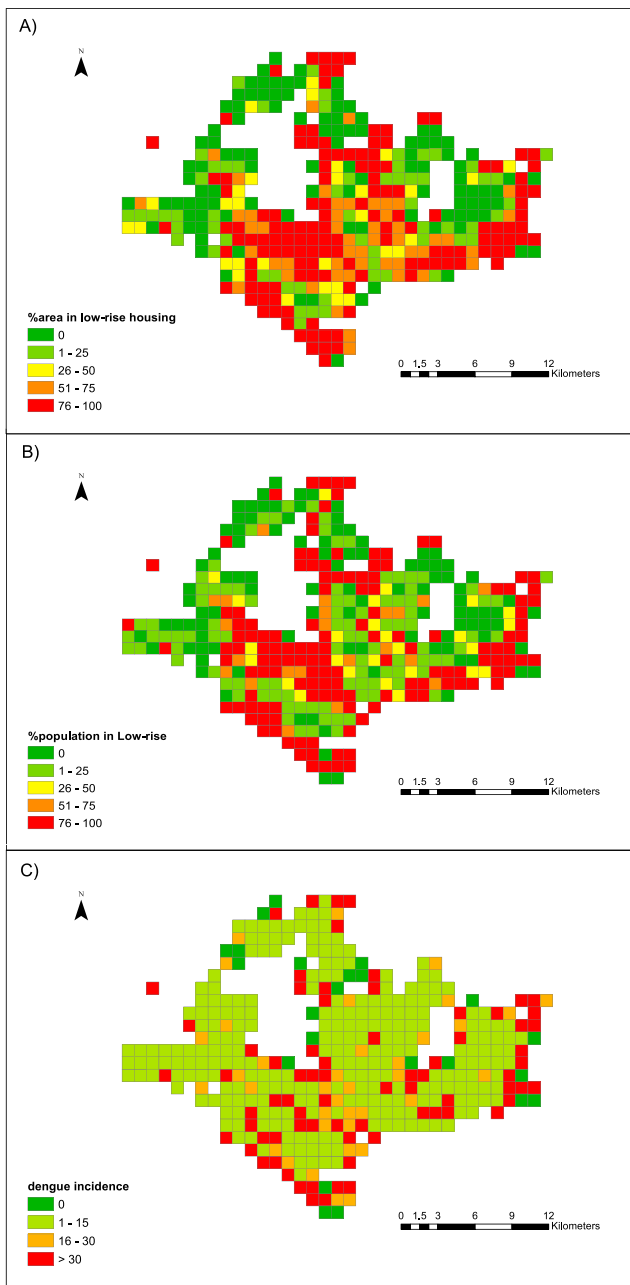 A)
N
%area in low-rise housing
0
1 - 25
26 - 50
51 - 75
76 - 100
0 1.5 3 6 9 12
Kilometers
B)
N
%population in Low-rise
0
1 - 25
26 - 50
51 - 75
76 - 100
0 1.5 3 6 9 12
Kilometers
C)
N
dengue incidence
0
1 - 15
16 - 30
> 30
0 1.5 3 6 9 12
Kilometers